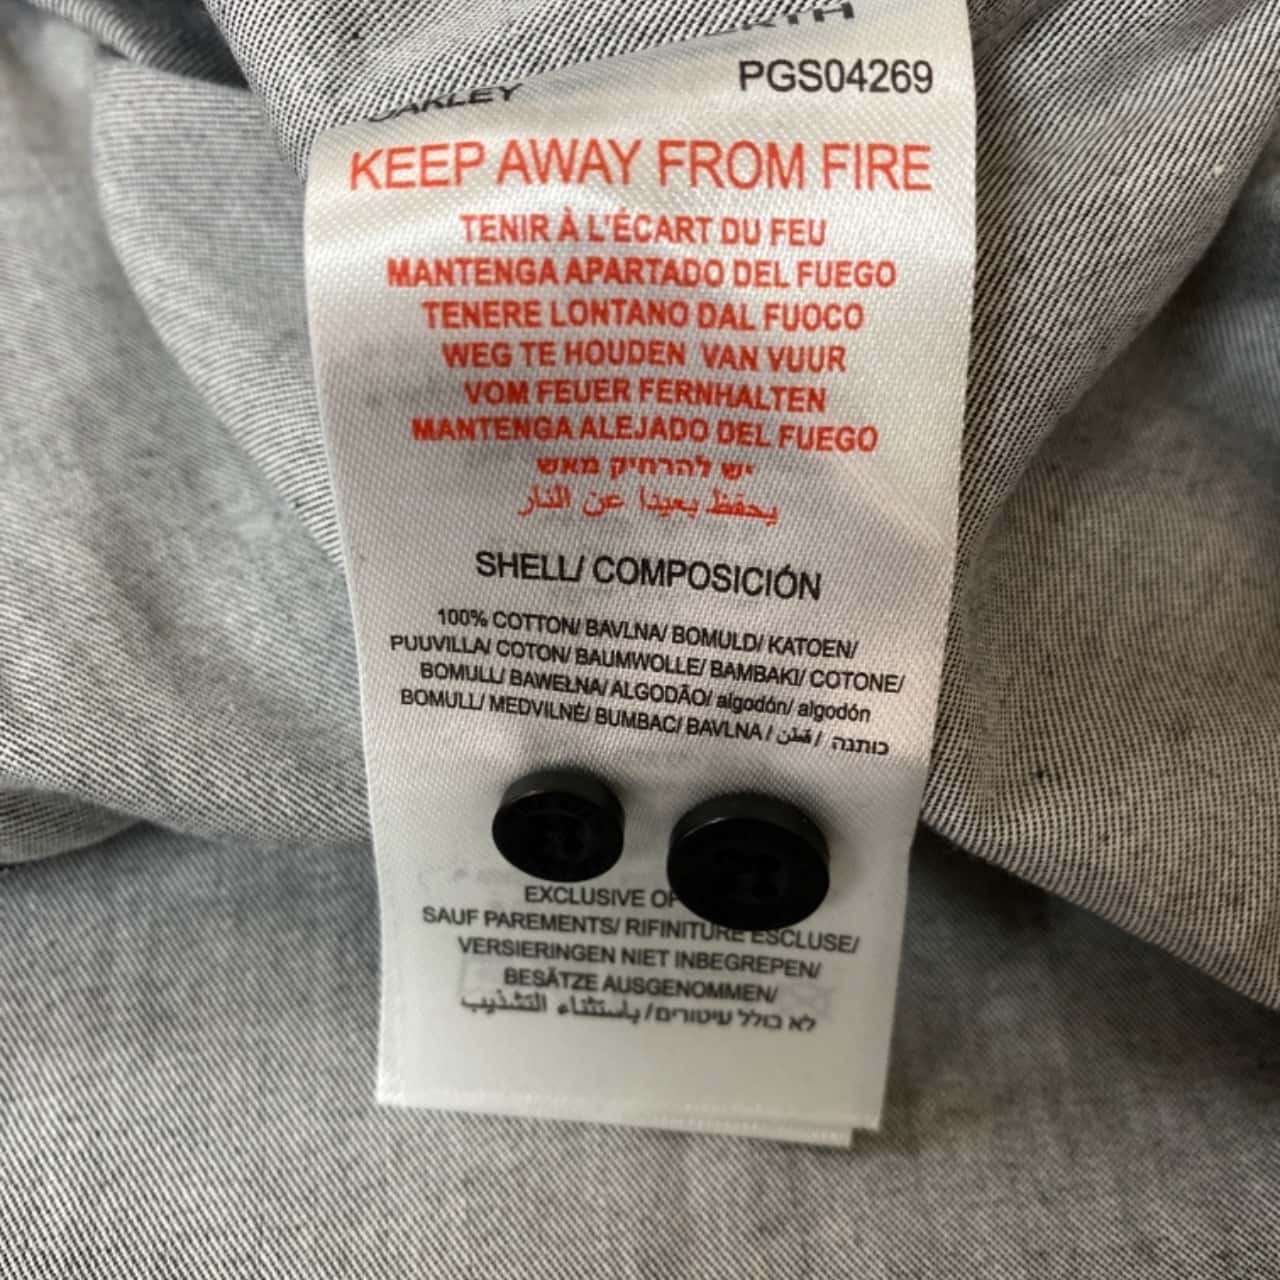 PGS04269
KEEP AWAY FROM FIRE
TENIR À L'ÉCART DU FEU
MANTENGA APARTADO DEL FUEGO
TENERE LONTANO DAL FUOCO
WEG TE HOUDEN VAN VUUR
VOM FEUER FERNHALTEN
MANTENGA ALEJADO DEL FUEGO
יש להרחיק מאש
يحفظ بعيدا عن النار
SHELL/ COMPOSICIÓN
100% COTTON/ BAVLNA/ BOMULD/ KATOEN/
PUUVILLA/ COTON/ BAUMWOLLE/ BAMBAKI/ COTONE/
BOMULL/ BAWEŁNA/ ALGODÃO/ algodón/ algodón
BOMULL/ MEDVILNĖ/ BUMBAC/ BAVLNA / قطن / כותנה
EXCLUSIVE
SAUF PAREMENTS/ RIFINITURE ESCLUSE/
VERSIERINGEN NIET INBEGREPEN/
BESÄTZE AUSGENOMMEN/
לא כולל עיטורים/ باستثناء التشذيب